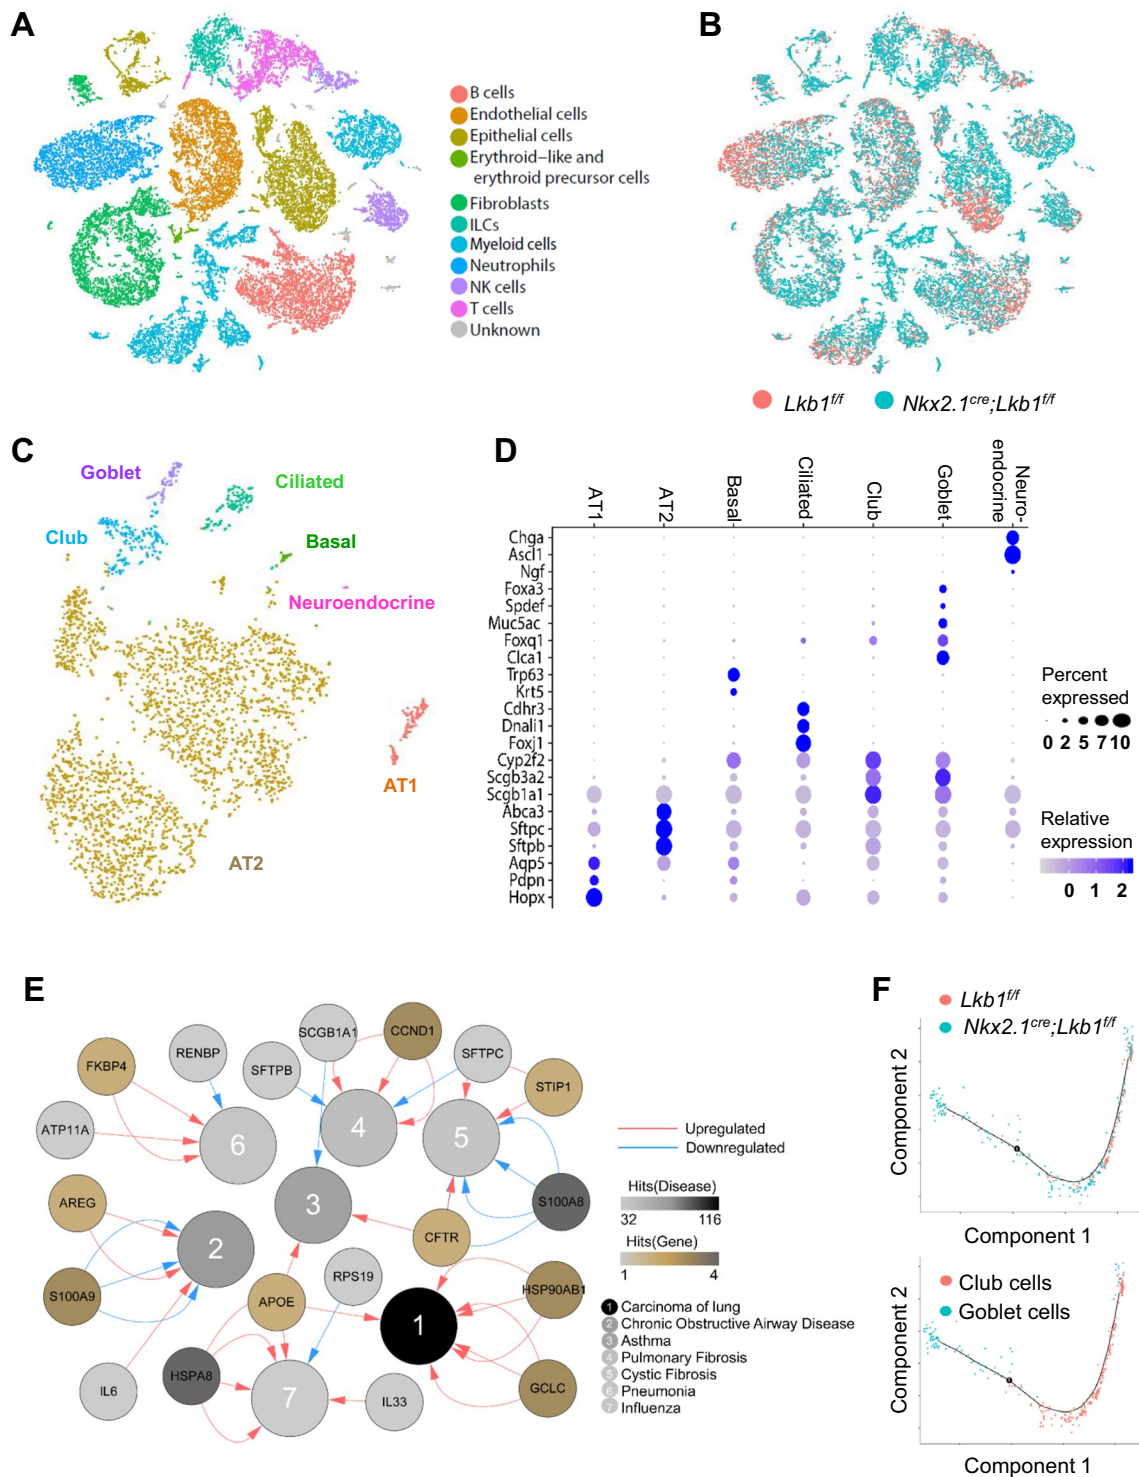 A
B cells
Endothelial cells
Epithelial cells
Erythroid–like and
erythroid precursor cells
Fibroblasts
ILCs
Myeloid cells
Neutrophils
NK cells
T cells
Unknown
B
Lkb1f/f
Nkx2.1cre;Lkb1f/f
C
Goblet
Ciliated
Club
Basal
Neuroendocrine
AT1
AT2
D
AT1
AT2
Basal
Ciliated
Club
Goblet
Neuro-
endocrine
Chga
Ascl1
Ngf
Foxa3
Spdef
Muc5ac
Foxq1
Clca1
Trp63
Krt5
Cdhr3
Dnali1
Foxj1
Cyp2f2
Scgb3a2
Scgb1a1
Abca3
Sftpc
Sftpb
Aqp5
Pdpn
Hopx
Percent
expressed
0 2 5 7 10
Relative
expression
0 1 2
E
SCGB1A1
CCND1
RENBP
SFTPC
FKBP4
SFTPB
STIP1
ATP11A
4
5
6
AREG
3
S100A8
CFTR
2
RPS19
S100A9
APOE
HSP90AB1
1
HSPA8
IL6
7
IL33
GCLC
Upregulated
Downregulated
Hits(Disease)
32 116
Hits(Gene)
1 4
1 Carcinoma of lung
2 Chronic Obstructive Airway Disease
3 Asthma
4 Pulmonary Fibrosis
5 Cystic Fibrosis
6 Pneumonia
7 Influenza
F
Lkb1f/f
Nkx2.1cre;Lkb1f/f
Component 2
1
Component 1
Club cells
Goblet cells
Component 2
1
Component 1